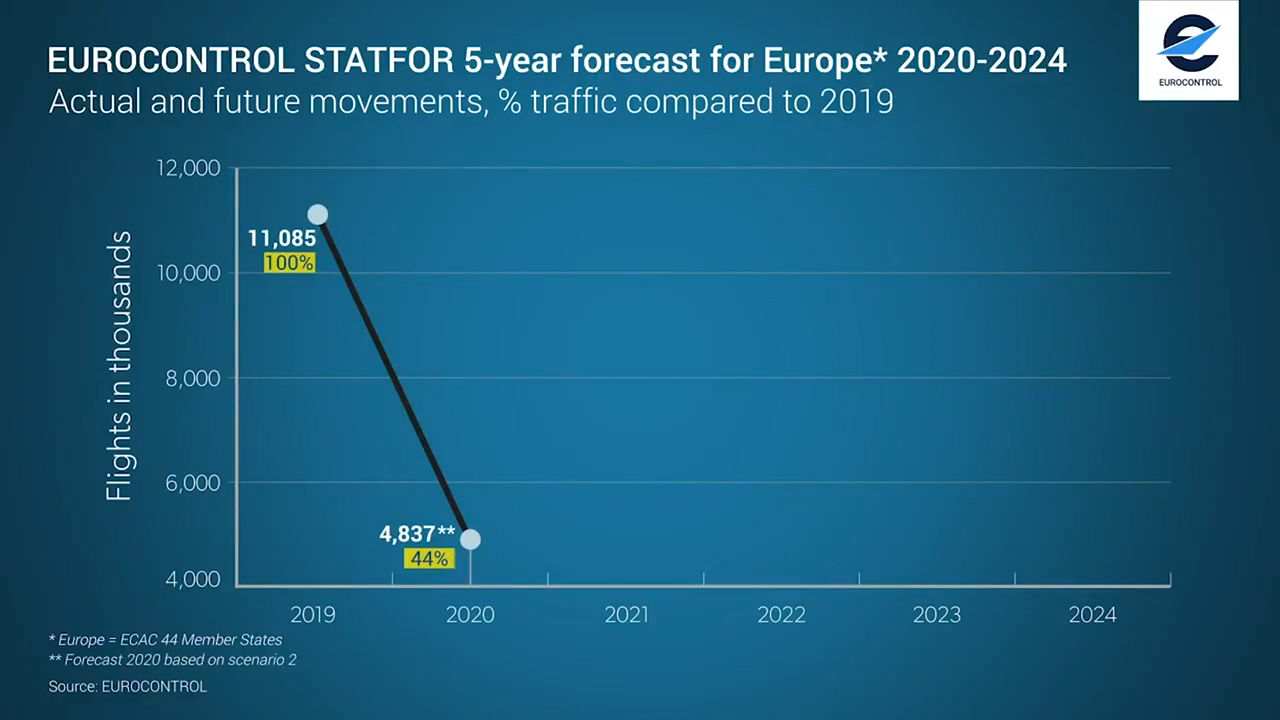 EUROCONTROL STATFOR 5-year forecast for Europe* 2020-2024
Actual and future movements, % traffic compared to 2019
EUROCONTROL
Flights in thousands
12,000
10,000
8,000
6,000
4,000
11,085
100%
4,837**
44%
2019 2020 2021 2022 2023 2024
* Europe = ECAC 44 Member States
** Forecast 2020 based on scenario 2
Source: EUROCONTROL